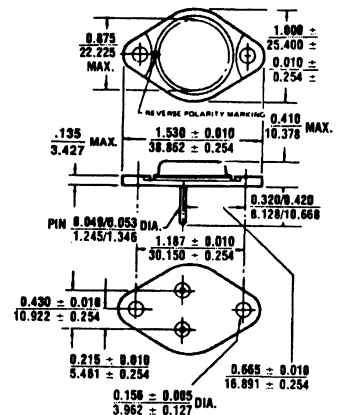 0.875
22.225
MAX.
1.000 ±
25.400 ±
0.010 ±
0.254 ±
REVERSE POLARITY MARKING
0.410
10.378 MAX.
.135
3.427 MAX.
1.530 ± 0.010
38.862 ± 0.254
0.320/0.420
8.128/10.668
PIN 0.049/0.053 DIA.
1.245/1.346
1.187 ± 0.010
30.150 ± 0.254
0.430 ± 0.010
10.922 ± 0.254
0.215 ± 0.010
5.461 ± 0.254
0.665 ± 0.010
16.891 ± 0.254
0.156 ± 0.005 DIA.
3.962 ± 0.127